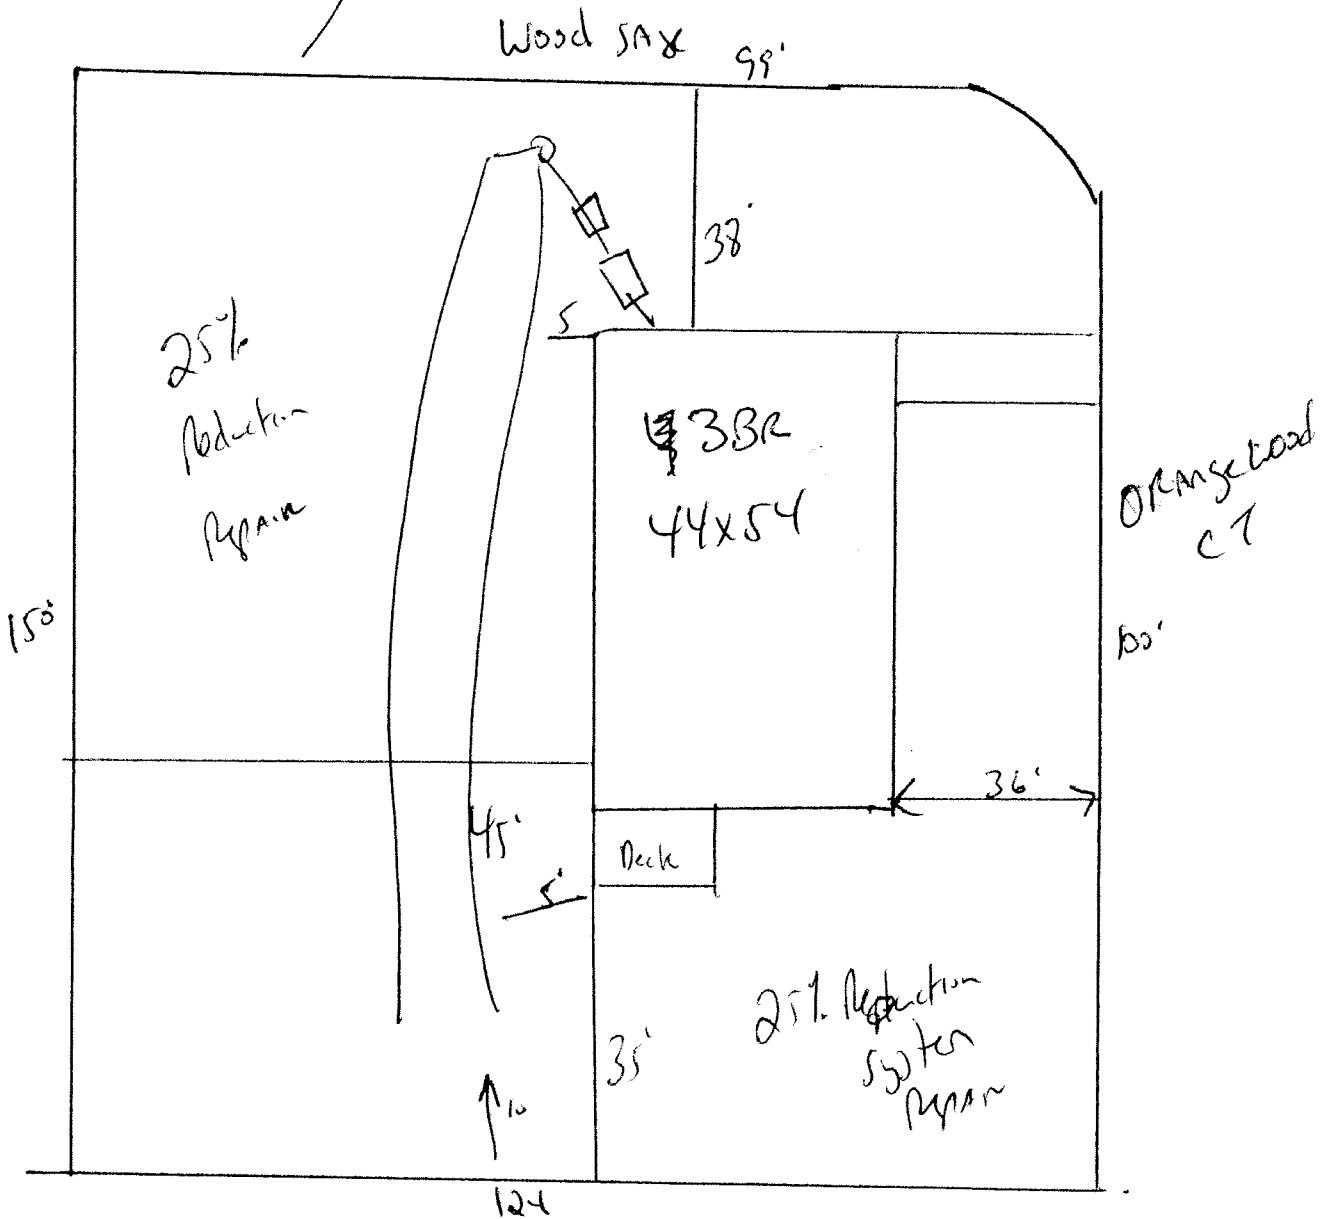 Wood SAGE
99'
38'
5
25%
Reduction
Repair
3BR
44x54
ORANGEWOOD
CT
150'
100'
36'
45'
Deck
5'
25% Reduction
System
Repair
35'
10
124